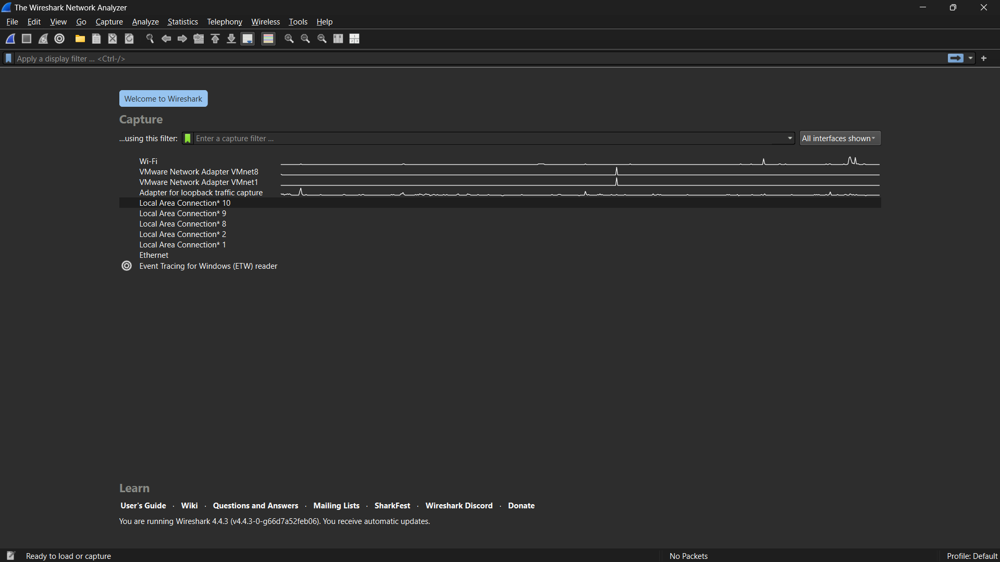 The Wireshark Network Analyzer
File Edit View Go Capture Analyze Statistics Telephony Wireless Tools Help
Apply a display filter ... <Ctrl-/>
Welcome to Wireshark
Capture
...using this filter: Enter a capture filter ... All interfaces shown
Wi-Fi
VMware Network Adapter VMnet8
VMware Network Adapter VMnet1
Adapter for loopback traffic capture
Local Area Connection* 10
Local Area Connection* 9
Local Area Connection* 8
Local Area Connection* 2
Local Area Connection* 1
Ethernet
Event Tracing for Windows (ETW) reader
Learn
User's Guide · Wiki · Questions and Answers · Mailing Lists · SharkFest · Wireshark Discord · Donate
You are running Wireshark 4.4.3 (v4.4.3-0-g66d7a52feb06). You receive automatic updates.
Ready to load or capture No Packets Profile: Default